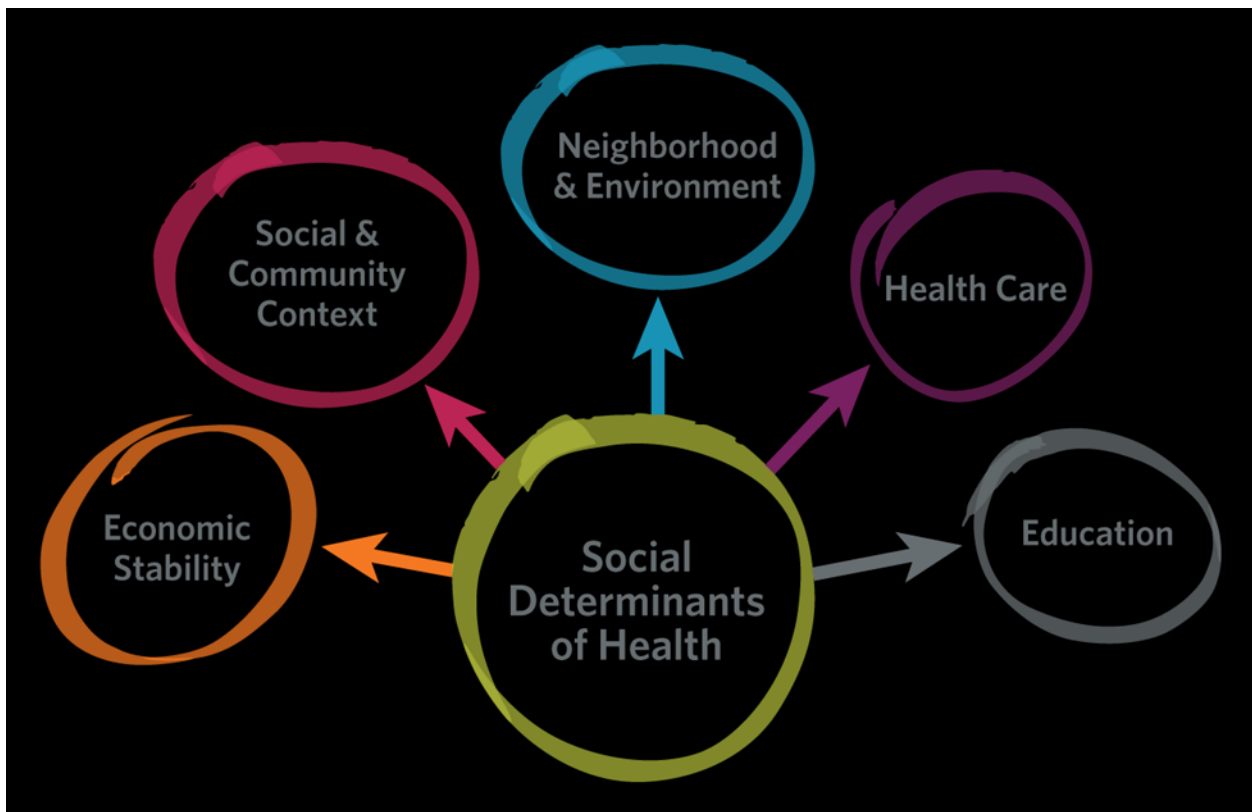 Neighborhood
& Environment
Social &
Community
Context
Health Care
Economic
Stability
Education
Social
Determinants
of Health